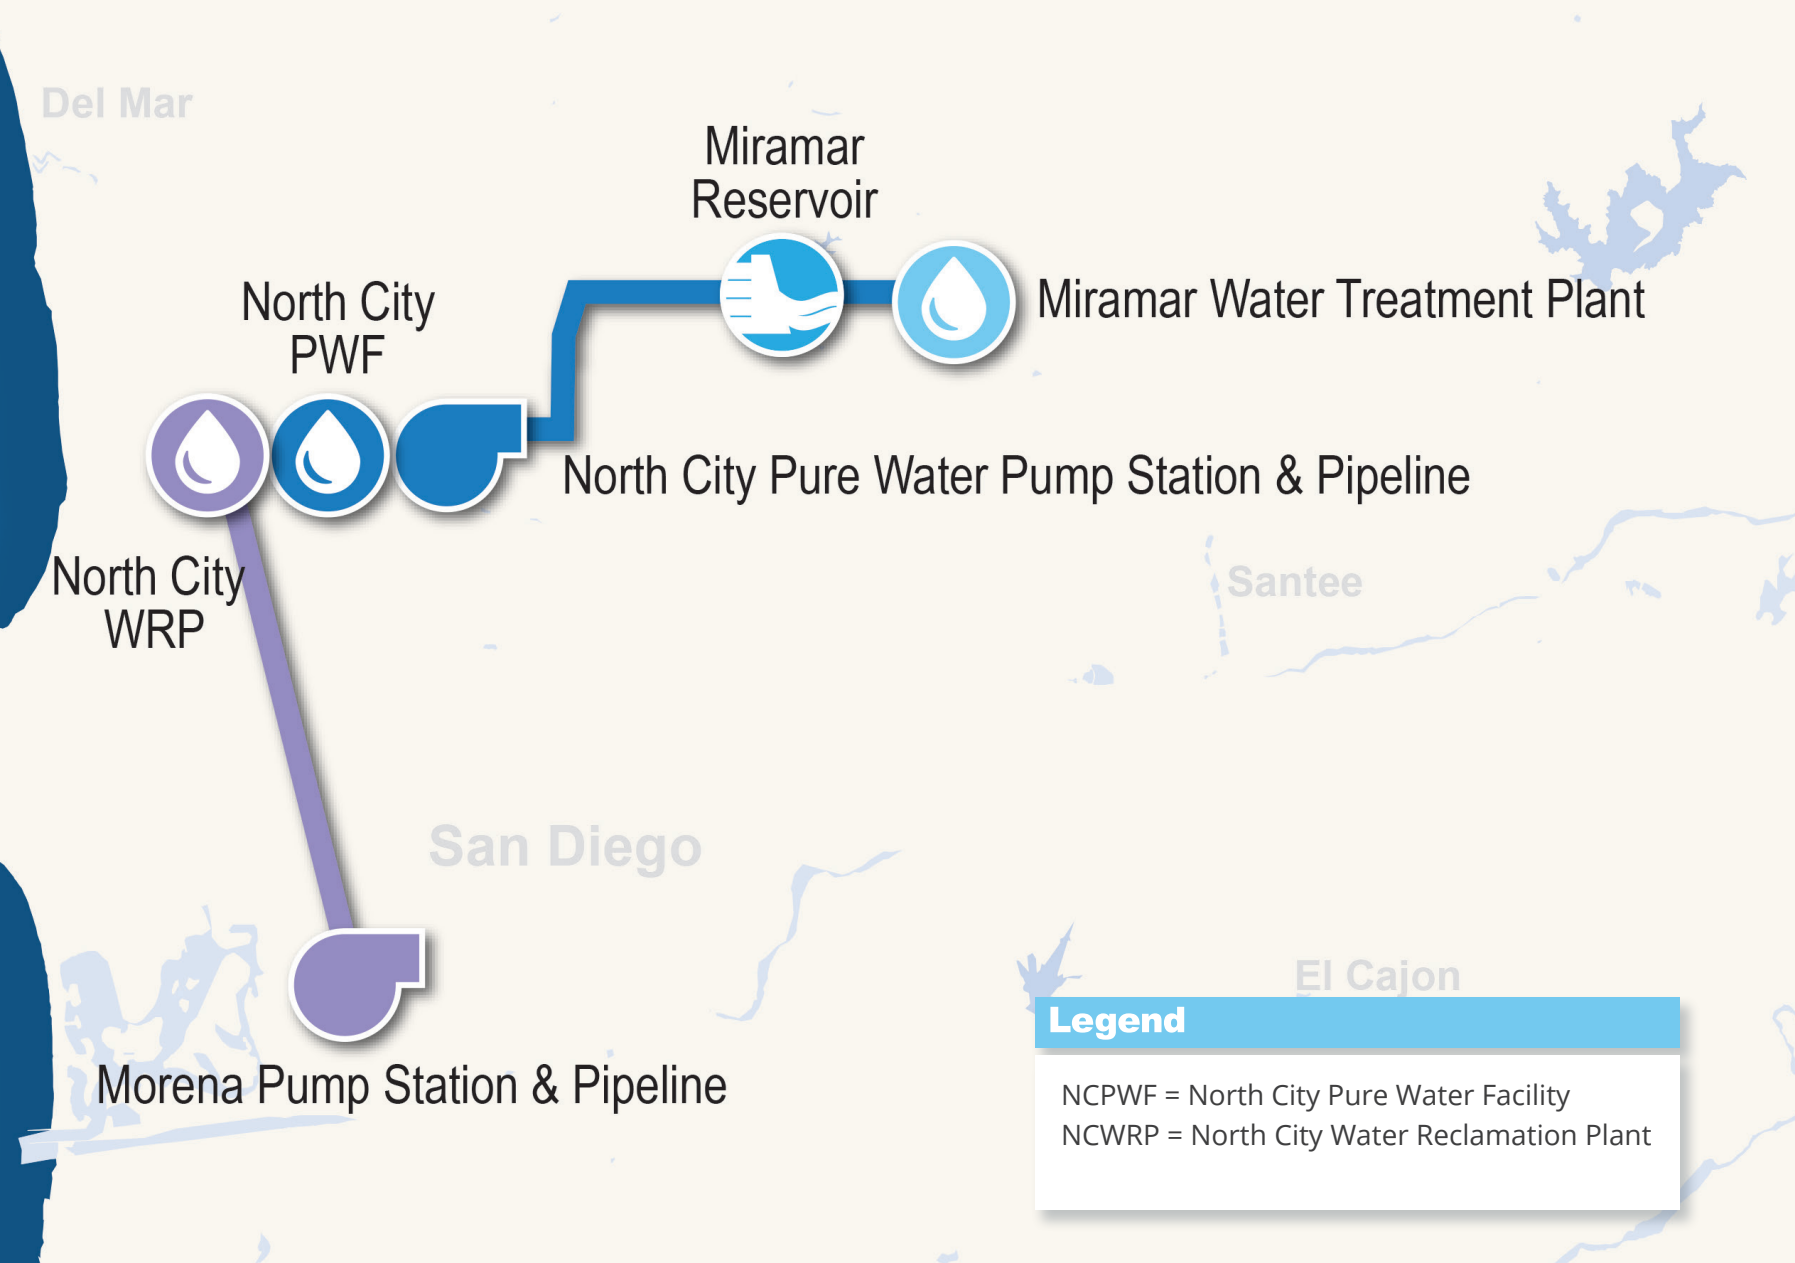 Del Mar
Miramar
Reservoir
North City
PWF
Miramar Water Treatment Plant
North City Pure Water Pump Station & Pipeline
North City
WRP
Santee
San Diego
El Cajon
Morena Pump Station & Pipeline
Legend
NCPWF = North City Pure Water Facility
NCWRP = North City Water Reclamation Plant